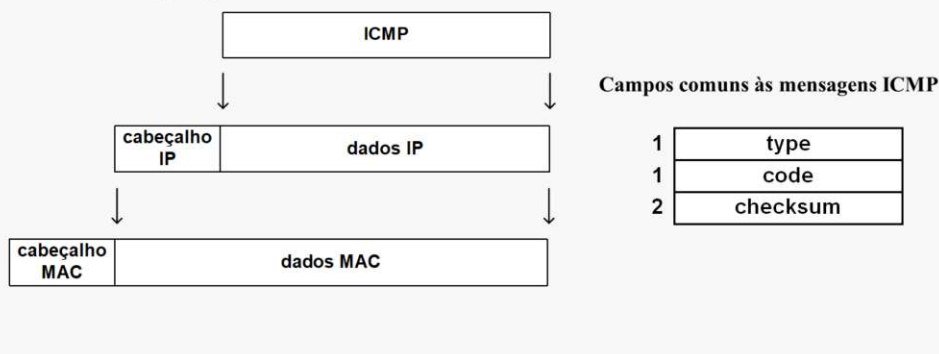 ICMP
Campos comuns às mensagens ICMP
cabeçalho
IP
dados IP
1 type
1 code
2 checksum
cabeçalho
MAC
dados MAC